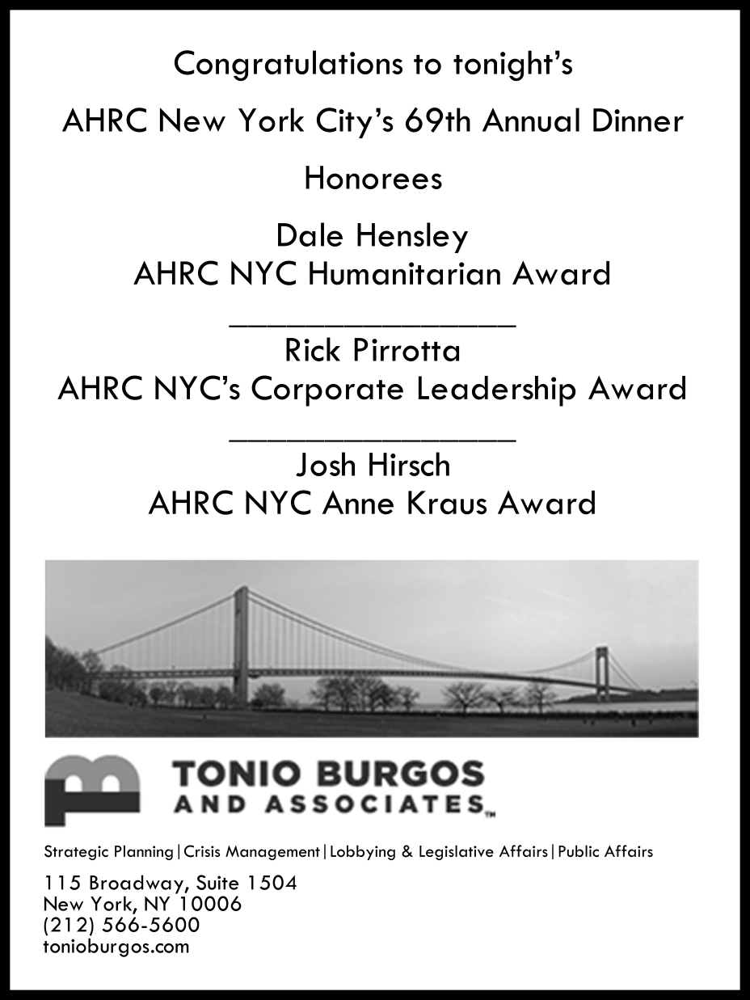 Congratulations to tonight’s
AHRC New York City’s 69th Annual Dinner
Honorees
Dale Hensley
AHRC NYC Humanitarian Award
_______________
Rick Pirrotta
AHRC NYC’s Corporate Leadership Award
_______________
Josh Hirsch
AHRC NYC Anne Kraus Award
TONIO BURGOS
AND ASSOCIATES™
Strategic Planning|Crisis Management|Lobbying & Legislative Affairs|Public Affairs
115 Broadway, Suite 1504
New York, NY 10006
(212) 566-5600
tonioburgos.com